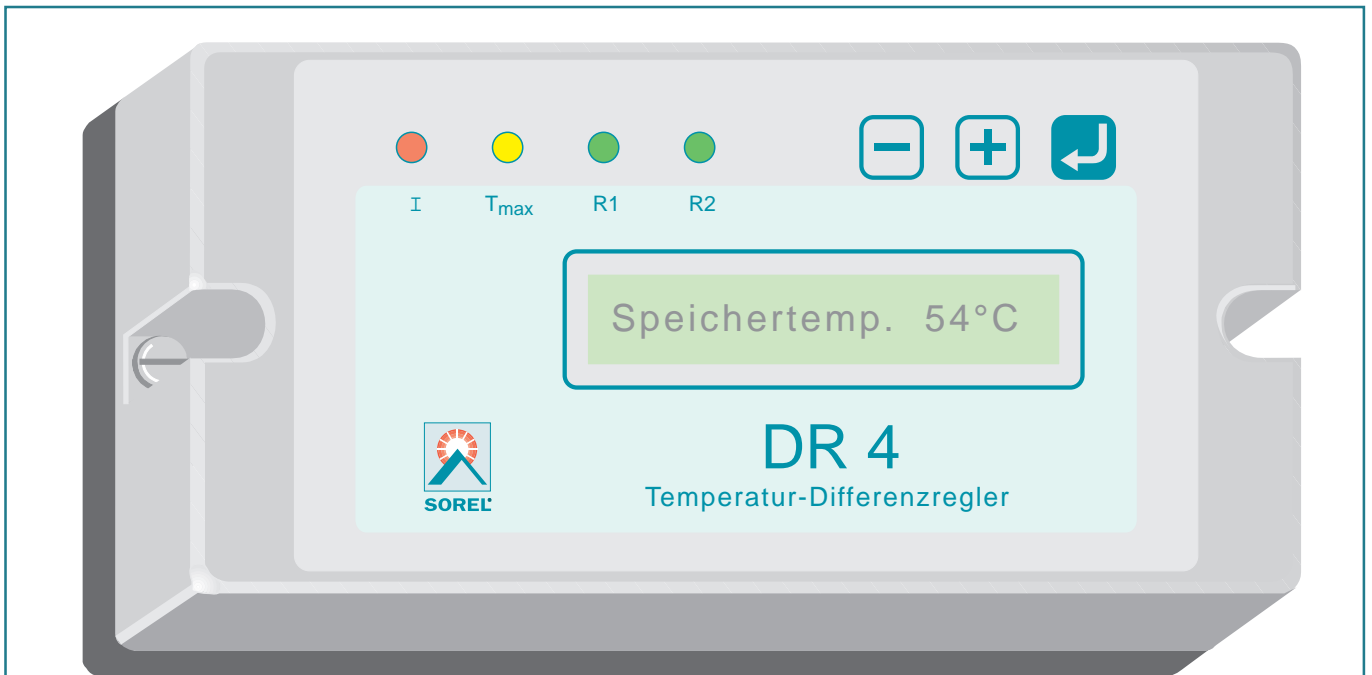 I Tmax R1 R2
Speichertemp. 54°C
DR 4
Temperatur-Differenzregler
SOREL